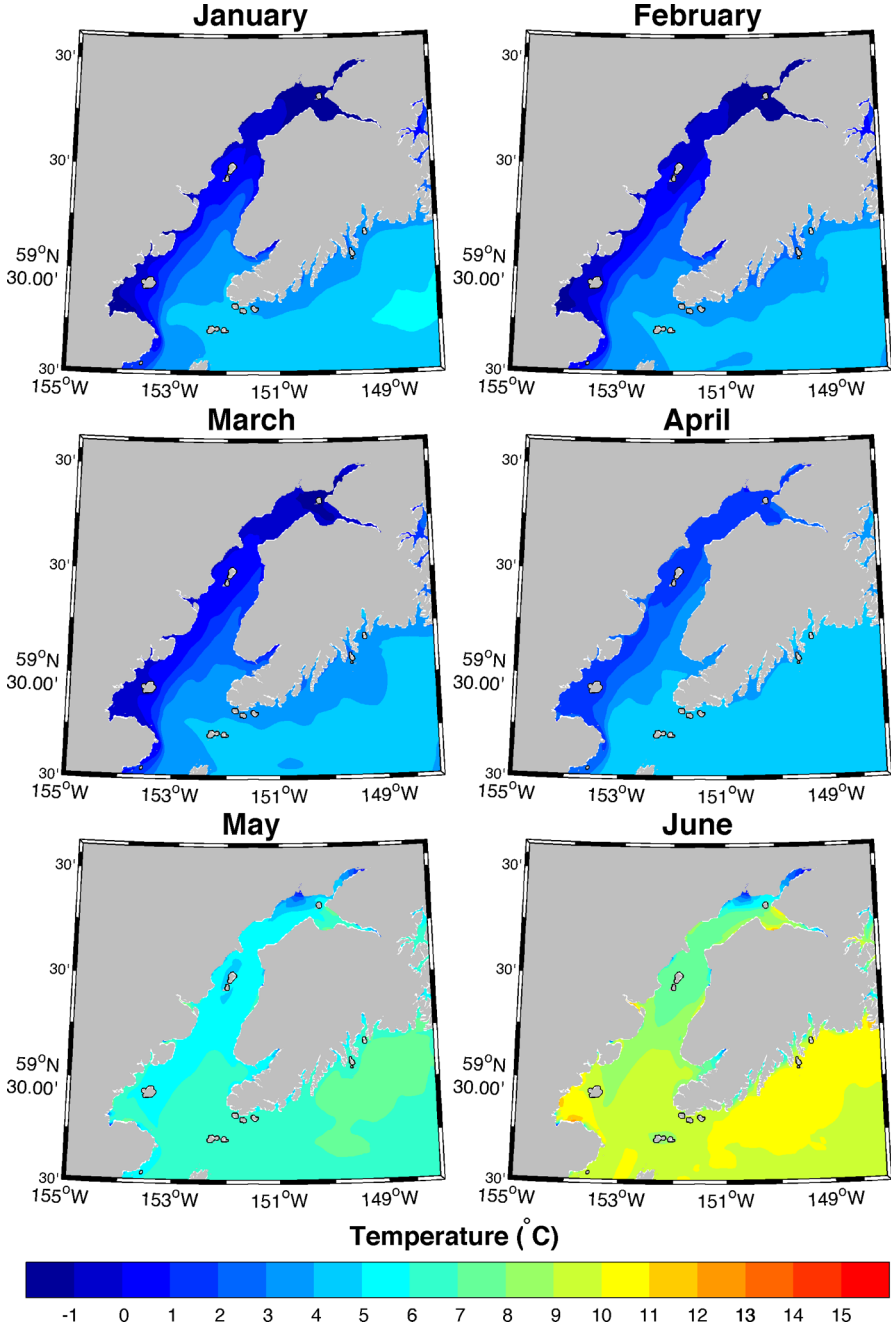 January February
30' 30'
30' 30'
59°N 59°N
30.00' 30.00'
30' 30'
155°W 153°W 151°W 149°W 155°W 153°W 151°W 149°W
March April
30' 30'
30' 30'
59°N 59°N
30.00' 30.00'
30' 30'
155°W 153°W 151°W 149°W 155°W 153°W 151°W 149°W
May June
30' 30'
30' 30'
59°N 59°N
30.00' 30.00'
30' 30'
155°W 153°W 151°W 149°W 155°W 153°W 151°W 149°W
Temperature (°C)
-1 0 1 2 3 4 5 6 7 8 9 10 11 12 13 14 15